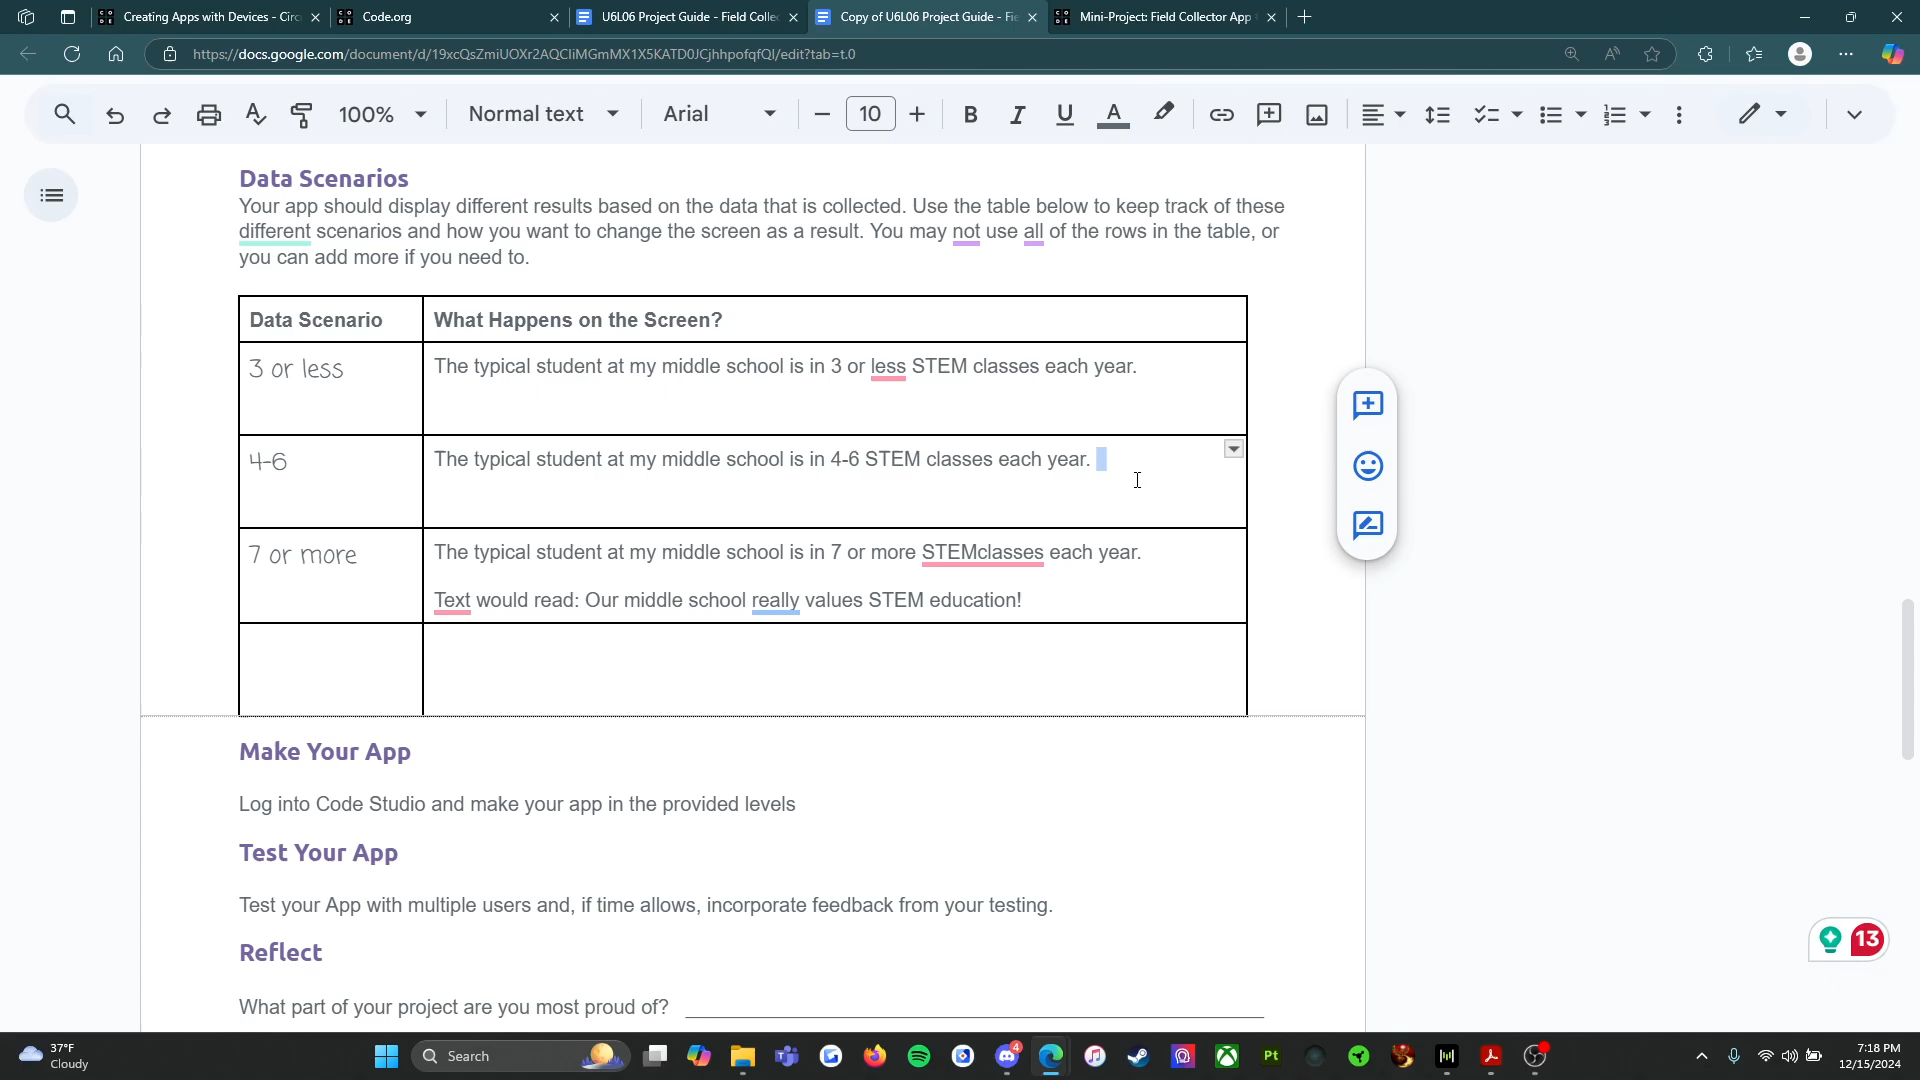 Creating Apps with Devices - Circ
Code.org
U6L06 Project Guide - Field Collec
Copy of U6L06 Project Guide - Fie
Mini-Project: Field Collector App
https://docs.google.com/document/d/19xcQsZmiUOXr2AQCIiMGmMX1X5KATD0JCjhhpofqfQI/edit?tab=t.0
100%
Normal text
Arial
10
Data Scenarios
Your app should display different results based on the data that is collected. Use the table below to keep track of these
different scenarios and how you want to change the screen as a result. You may not use all of the rows in the table, or
you can add more if you need to.
Data Scenario
What Happens on the Screen?
3 or less
The typical student at my middle school is in 3 or less STEM classes each year.
4-6
The typical student at my middle school is in 4-6 STEM classes each year.
7 or more
The typical student at my middle school is in 7 or more STEMclasses each year.
Text would read: Our middle school really values STEM education!
Make Your App
Log into Code Studio and make your app in the provided levels
Test Your App
Test your App with multiple users and, if time allows, incorporate feedback from your testing.
Reflect
What part of your project are you most proud of?
13
37°F
Cloudy
Search
4
Pt
7:18 PM
12/15/2024